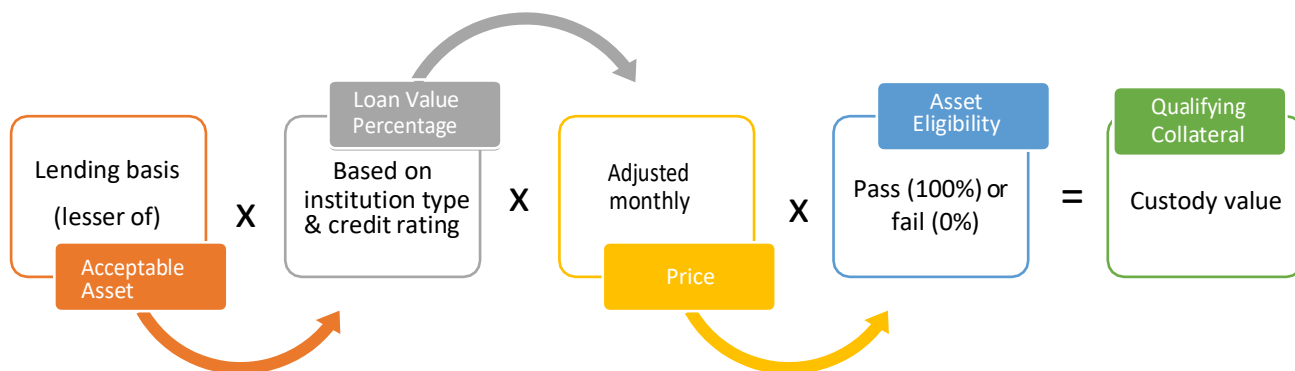 Lending basis
(lesser of)
Acceptable
Asset
x
Loan Value
Percentage
Based on
institution type
& credit rating
x
Adjusted
monthly
Price
x
Asset
Eligibility
Pass (100%) or
fail (0%)
=
Qualifying
Collateral
Custody value